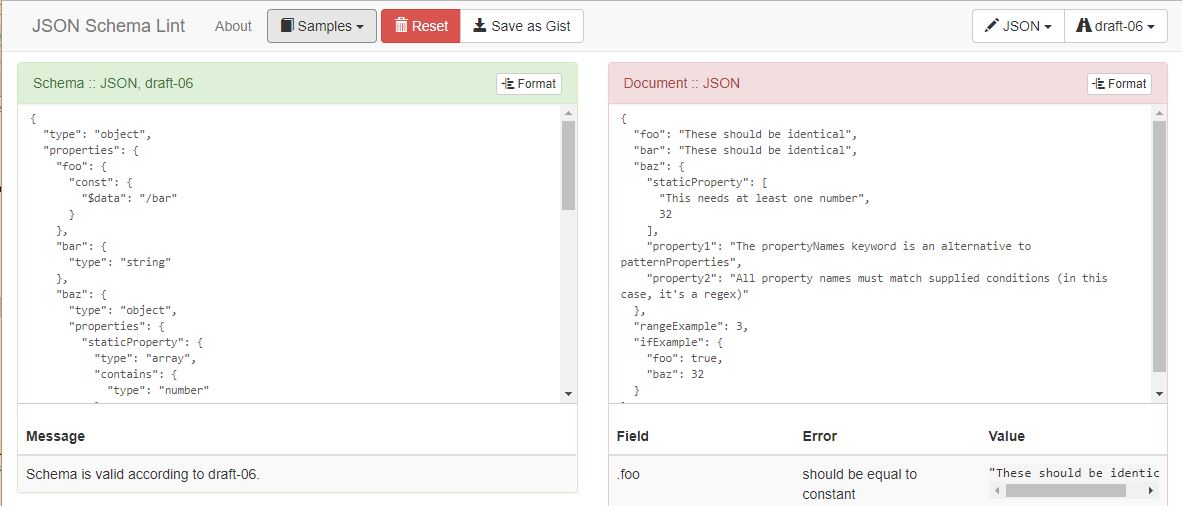 JSON Schema Lint About Samples Reset Save as Gist JSON draft-06
Schema :: JSON, draft-06 Format
{
  "type": "object",
  "properties": {
    "foo": {
      "const": {
        "$data": "/bar"
      }
    },
    "bar": {
      "type": "string"
    },
    "baz": {
      "type": "object",
      "properties": {
        "staticProperty": {
          "type": "array",
          "contains": {
            "type": "number"
Message
Schema is valid according to draft-06.
Document :: JSON Format
{
  "foo": "These should be identical",
  "bar": "These should be identical",
  "baz": {
    "staticProperty": [
      "This needs at least one number",
      32
    ],
    "property1": "The propertyNames keyword is an alternative to
patternProperties",
    "property2": "All property names must match supplied conditions (in this
case, it's a regex)"
  },
  "rangeExample": 3,
  "ifExample": {
    "foo": true,
    "baz": 32
  }
Field Error Value
.foo should be equal to "These should be identic
constant